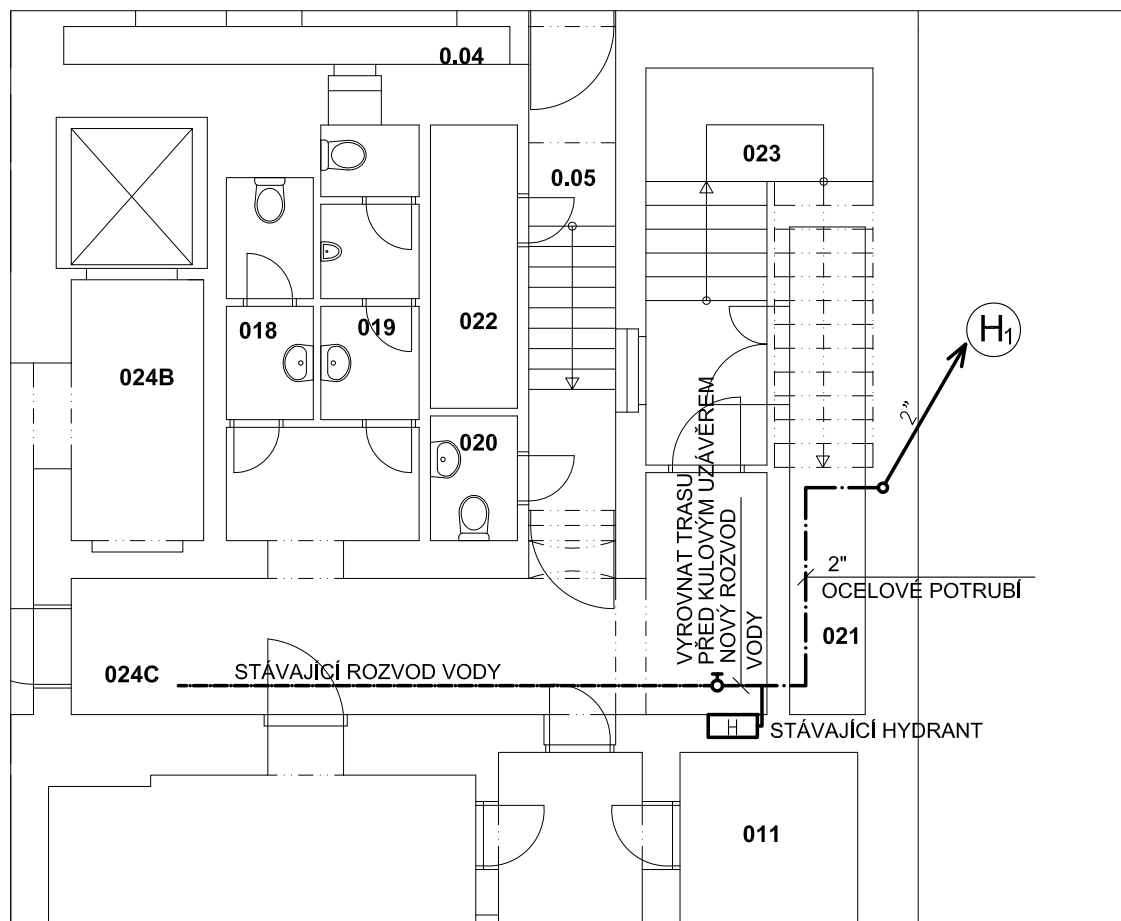 0.04
023
0.05
022
018
019
024B
H1
2"
020
VYROVNAT TRASU
PŘED KULOVÝM UZÁVĚREM
NOVÝ ROZVOD
VODY
2"
OCELOVÉ POTRUBÍ
021
024C
STÁVAJÍCÍ ROZVOD VODY
H
STÁVAJÍCÍ HYDRANT
011